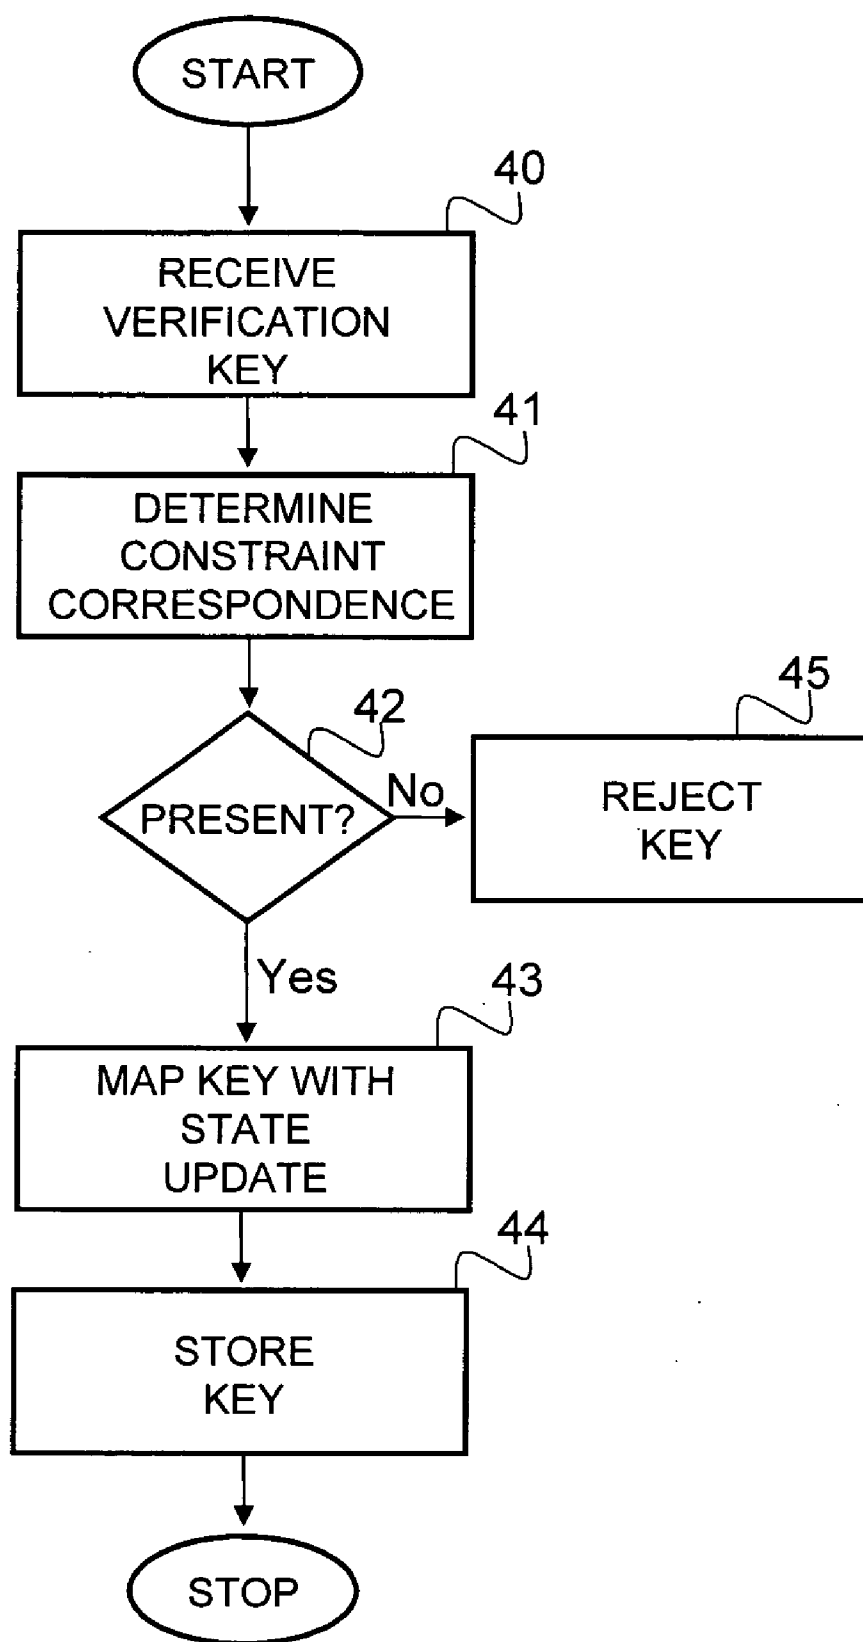 START
40
RECEIVE
VERIFICATION
KEY
41
DETERMINE
CONSTRAINT
CORRESPONDENCE
42
PRESENT?
No
45
REJECT
KEY
Yes
43
MAP KEY WITH
STATE
UPDATE
44
STORE
KEY
STOP